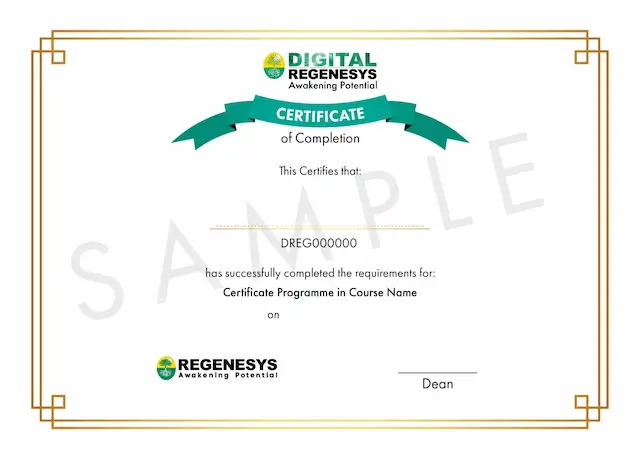 DIGITAL
REGENESYS
Awakening Potential
CERTIFICATE
of Completion
This Certifies that:
SAMPLE
DREG000000
has successfully completed the requirements for:
Certificate Programme in Course Name
on
REGENESYS
Awakening Potential
Dean